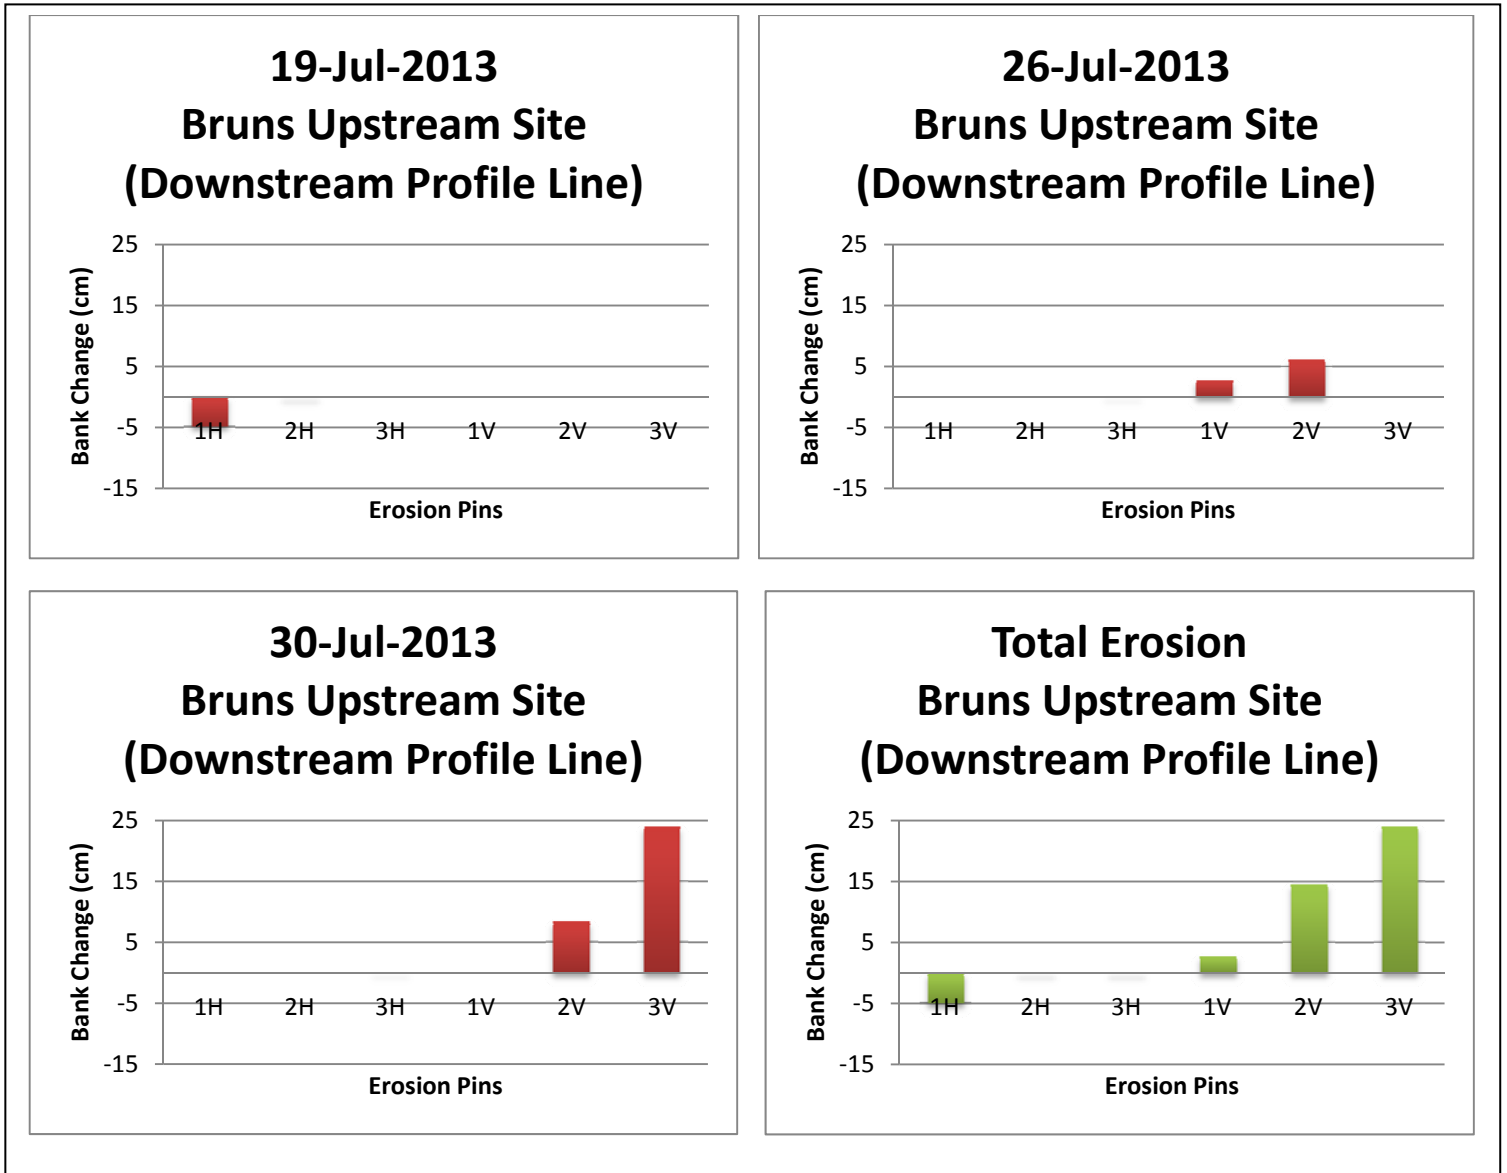 19-Jul-2013
Bruns Upstream Site
(Downstream Profile Line)
25
15
5
-5
-15
Bank Change (cm)
1H 2H 3H 1V 2V 3V
Erosion Pins
26-Jul-2013
Bruns Upstream Site
(Downstream Profile Line)
25
15
5
-5
-15
Bank Change (cm)
1H 2H 3H 1V 2V 3V
Erosion Pins
30-Jul-2013
Bruns Upstream Site
(Downstream Profile Line)
25
15
5
-5
-15
Bank Change (cm)
1H 2H 3H 1V 2V 3V
Erosion Pins
Total Erosion
Bruns Upstream Site
(Downstream Profile Line)
25
15
5
-5
-15
Bank Change (cm)
1H 2H 3H 1V 2V 3V
Erosion Pins